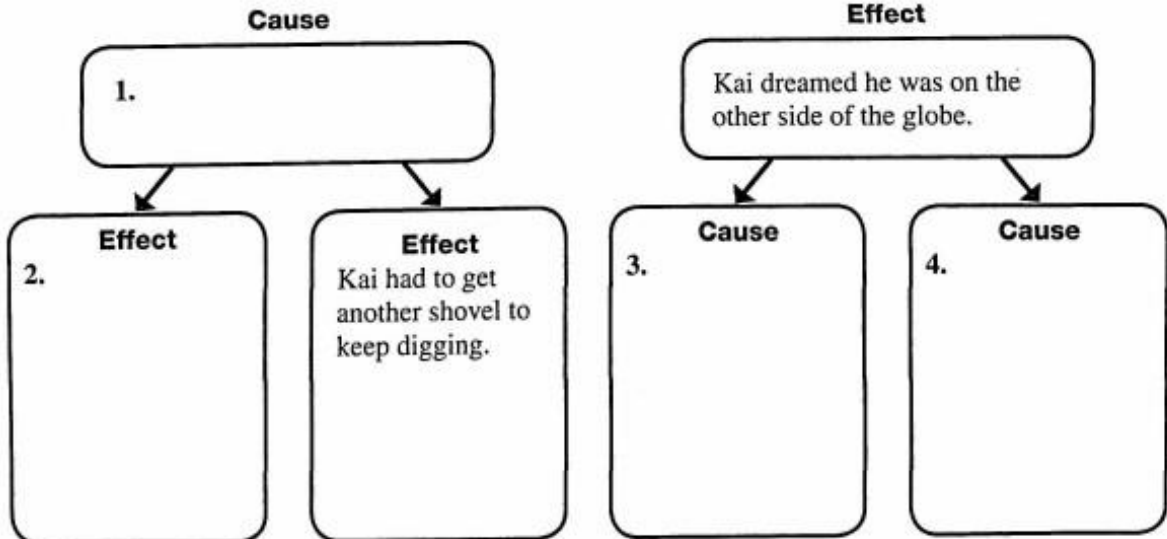 Cause
1.
Effect
2.
Effect
Kai had to get
another shovel to
keep digging.
Effect
Kai dreamed he was on the
other side of the globe.
Cause
3.
Cause
4.